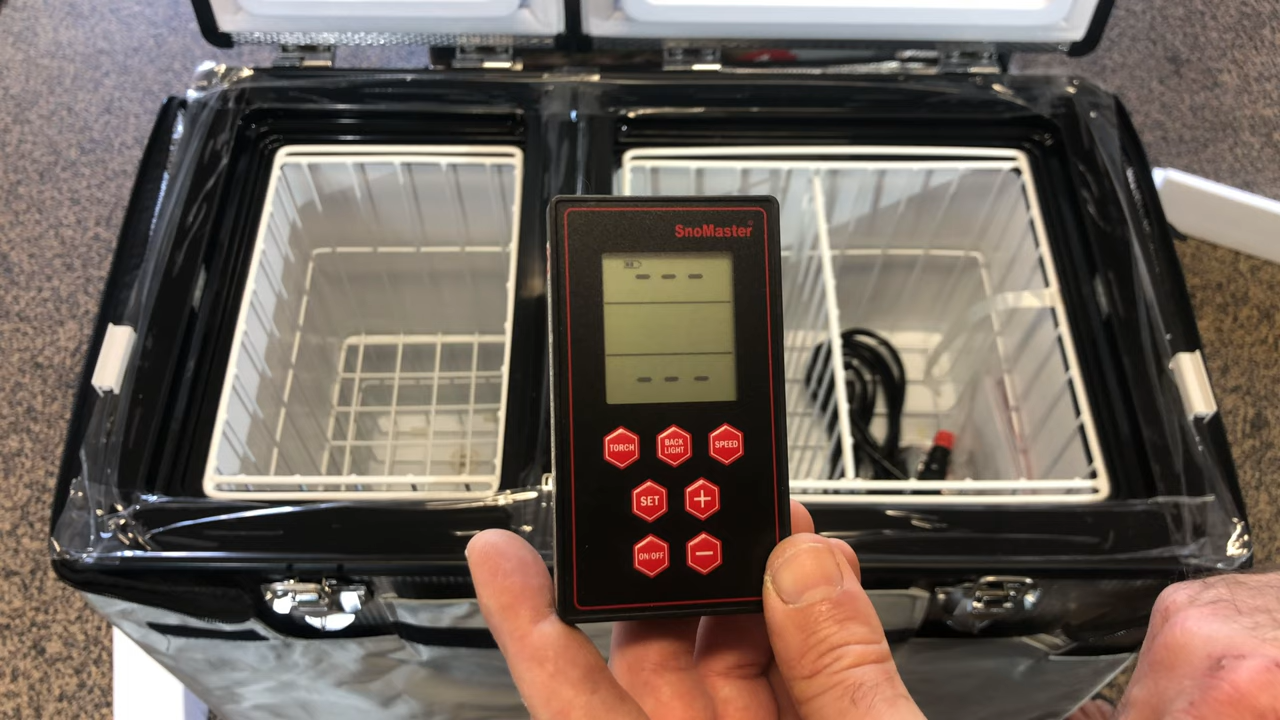 SnoMaster
- - -
- - -
TORCH
BACK
LIGHT
SPEED
SET
+
ON/OFF
-